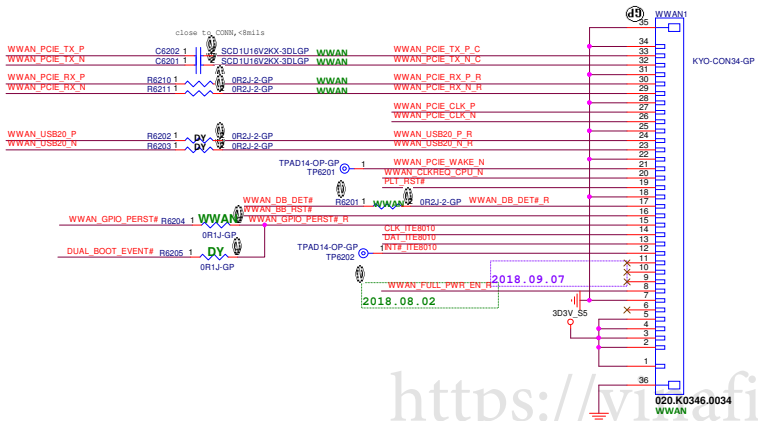 GP
WWAN1
35
close to CONN,<8mils
34
WWAN_PCIE_TX_P C6202 1 SCD1U16V2KX-3DLGP WWAN WWAN_PCIE_TX_P_C 33
WWAN_PCIE_TX_N C6201 1 SCD1U16V2KX-3DLGP WWAN WWAN_PCIE_TX_N_C 32
KYO-CON34-GP
31
WWAN_PCIE_RX_P R6210 1 0R2J-2-GP WWAN WWAN_PCIE_RX_P_R 30
WWAN_PCIE_RX_N R6211 1 0R2J-2-GP WWAN WWAN_PCIE_RX_N_R 29
28
WWAN_PCIE_CLK_P 27
WWAN_PCIE_CLK_N 26
25
WWAN_USB20_P R6202 1 DY 0R2J-2-GP WWAN_USB20_P_R 24
WWAN_USB20_N R6203 1 DY 0R2J-2-GP WWAN_USB20_N_R 23
22
TPAD14-OP-GP 1 WWAN_PCIE_WAKE_N 21
TP6201
WWAN_CLKREQ_CPU_N 20
PLT_RST# 19
18
WWAN_DB_DET# R6201 1 WWAN 0R2J-2-GP WWAN_DB_DET#_R 17
WWAN_BB_RST# 16
WWAN_GPIO_PERST# R6204 1 WWAN WWAN_GPIO_PERST#_R 15
0R1J-GP
CLK_ITE8010 14
DAT_ITE8010 13
DUAL_BOOT_EVENT# R6205 1 DY TPAD14-OP-GP 1 INT#_ITE8010 12
0R1J-GP TP6202
11
10
2018.09.07 9
WWAN_FULL_PWR_EN_R 8
2018.08.02 7
3D3V_S5 6
5
4
3
2
1
36
020.K0346.0034
WWAN
https://vinafi